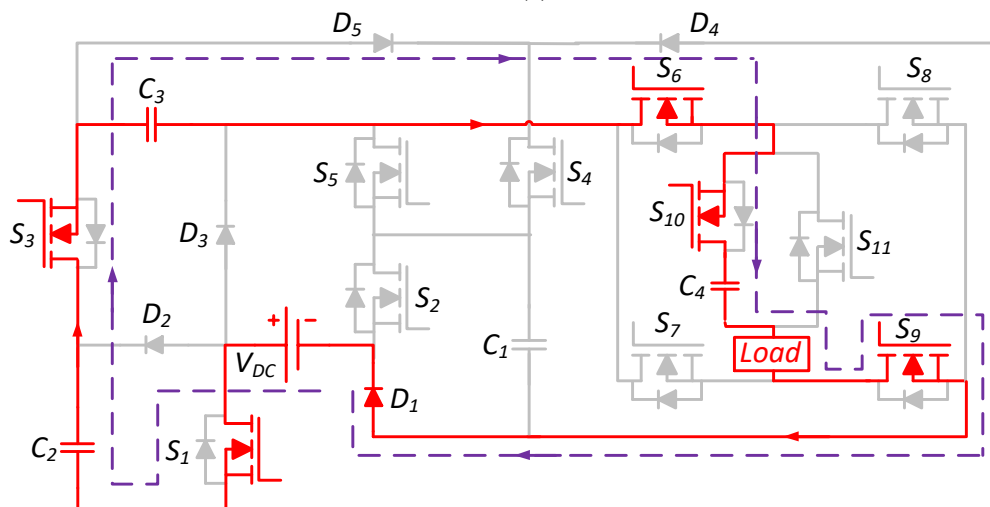 D5
D4
C3
S6
S8
S5
S4
S3
D3
S10
S11
D2
S2
C4
+
−
VDC
C1
S7
Load
S9
D1
C2
S1